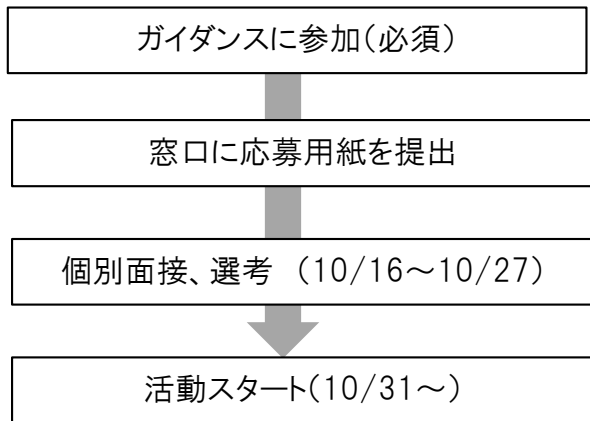 ガイダンスに参加(必須)
窓口に応募用紙を提出
個別面接、選考 (10/16～10/27)
活動スタート(10/31～)